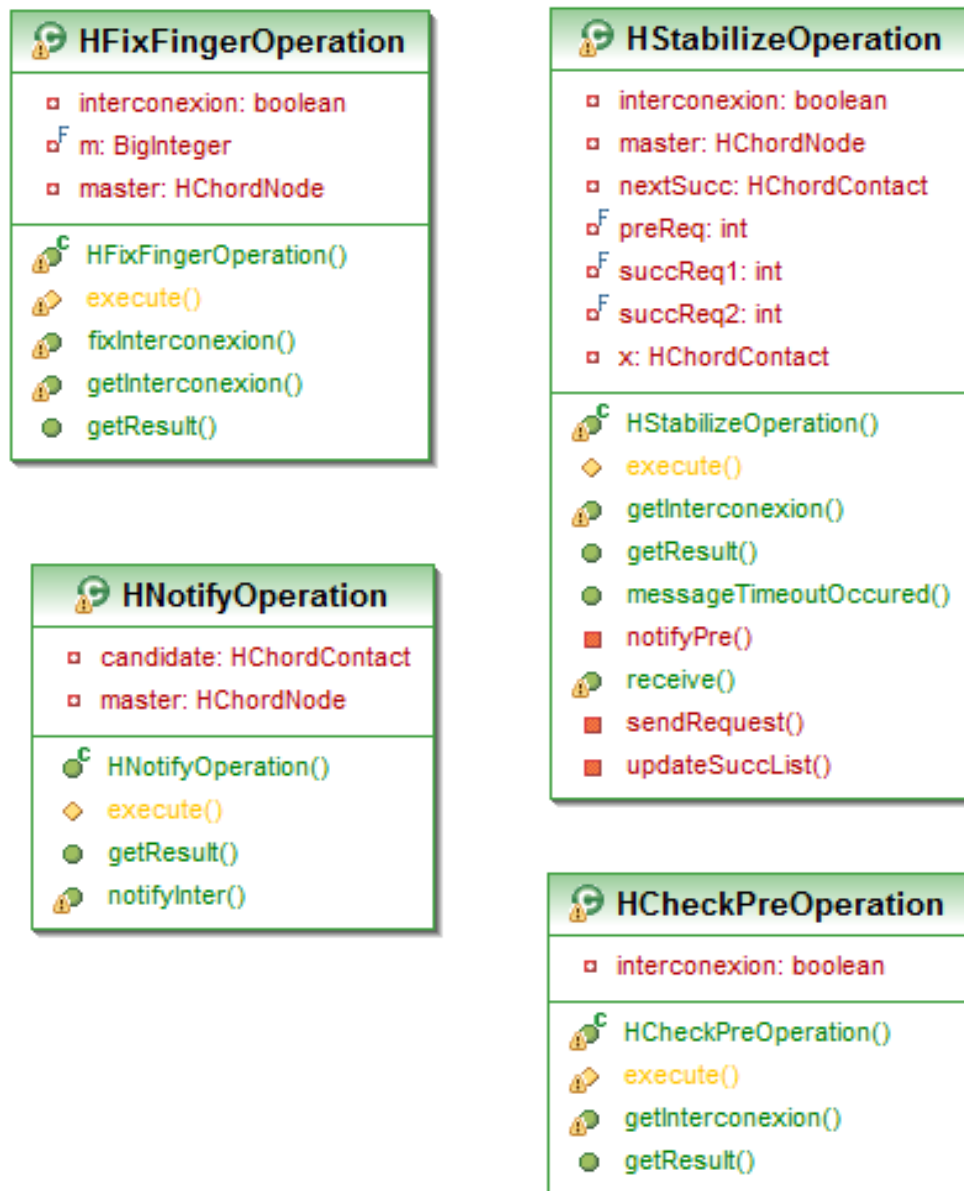 HFixFingerOperation
interconexion: boolean
F m: BigInteger
master: HChordNode
C HFixFingerOperation()
execute()
fixInterconexion()
getInterconexion()
getResult()
HNotifyOperation
candidate: HChordContact
master: HChordNode
C HNotifyOperation()
execute()
getResult()
notifyInter()
HStabilizeOperation
interconexion: boolean
master: HChordNode
nextSucc: HChordContact
F preReq: int
F succReq1: int
F succReq2: int
x: HChordContact
C HStabilizeOperation()
execute()
getInterconexion()
getResult()
messageTimeoutOccured()
notifyPre()
receive()
sendRequest()
updateSuccList()
HCheckPreOperation
interconexion: boolean
C HCheckPreOperation()
execute()
getInterconexion()
getResult()